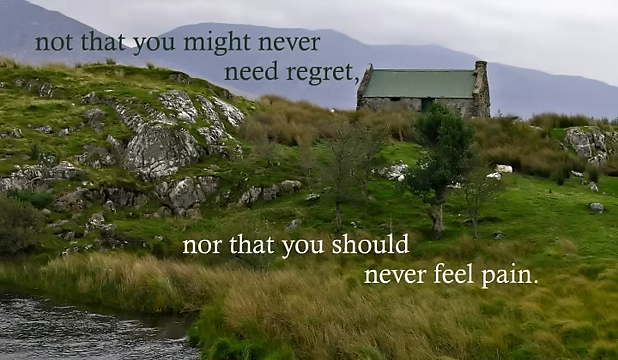 not that you might never
need regret,
nor that you should
never feel pain.